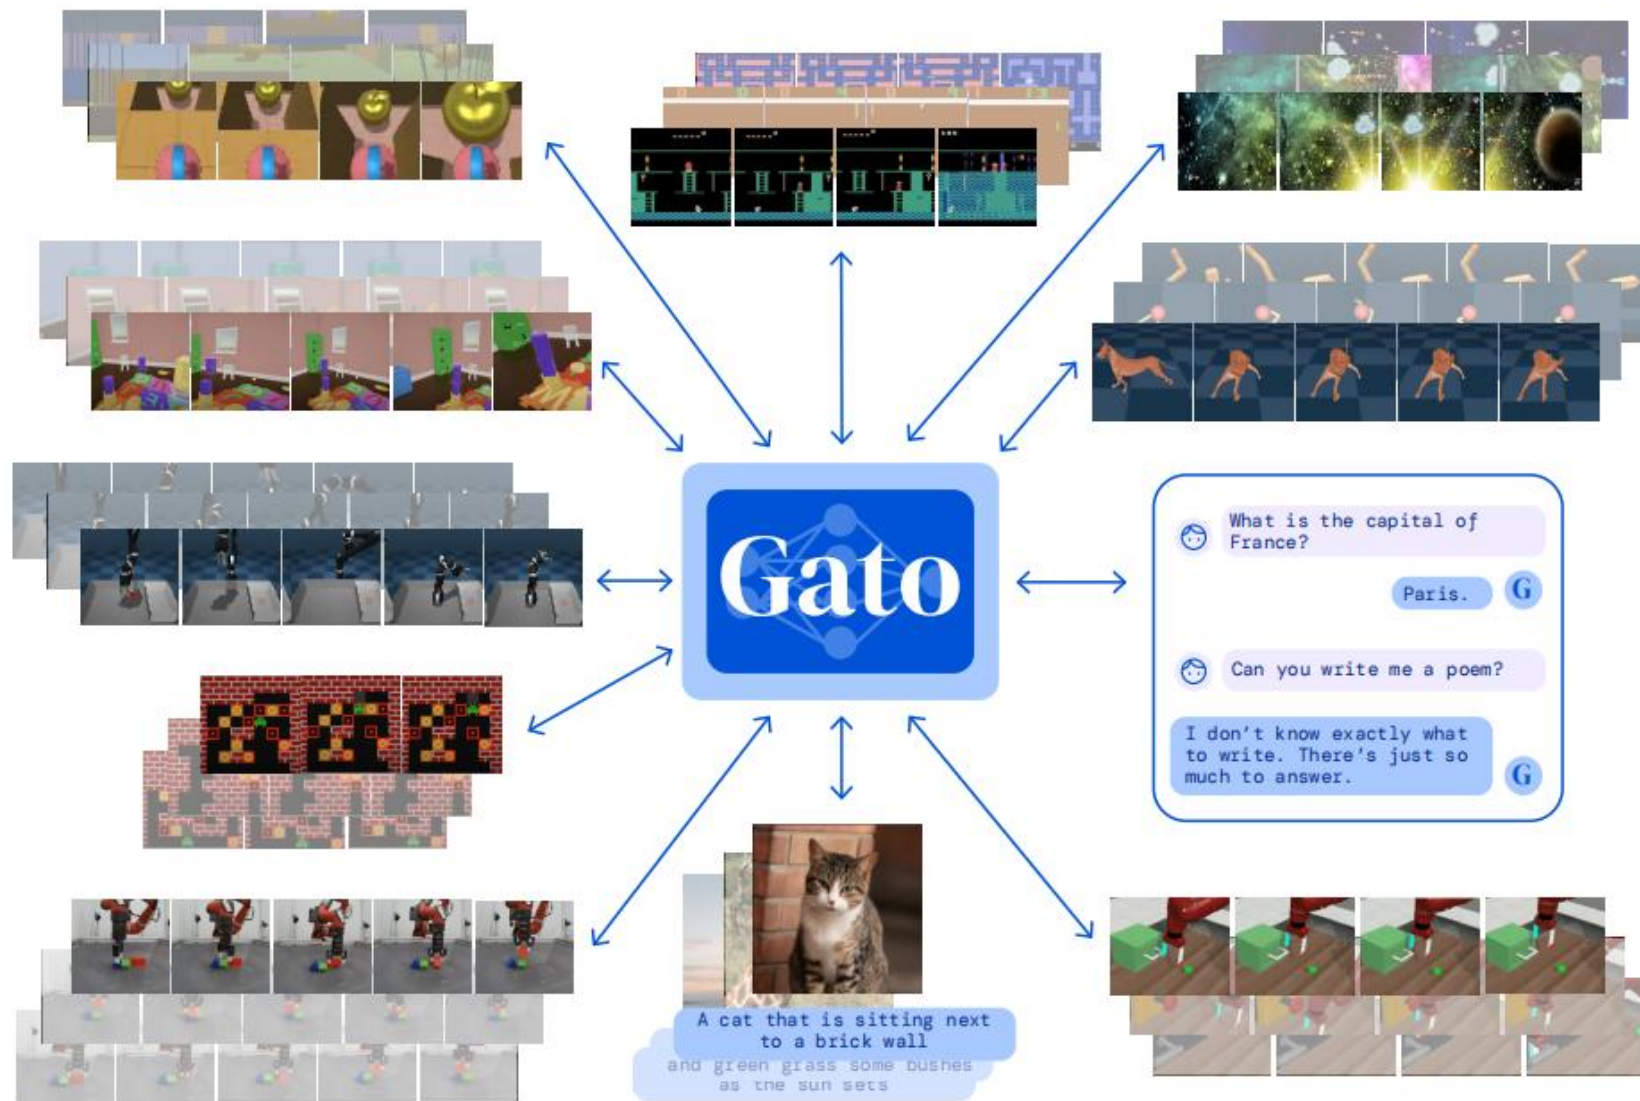 Gato
What is the capital of
France?
Paris.
G
Can you write me a poem?
I don't know exactly what
to write. There's just so
much to answer.
G
A cat that is sitting next
to a brick wall
and green grass some bushes
as the sun sets